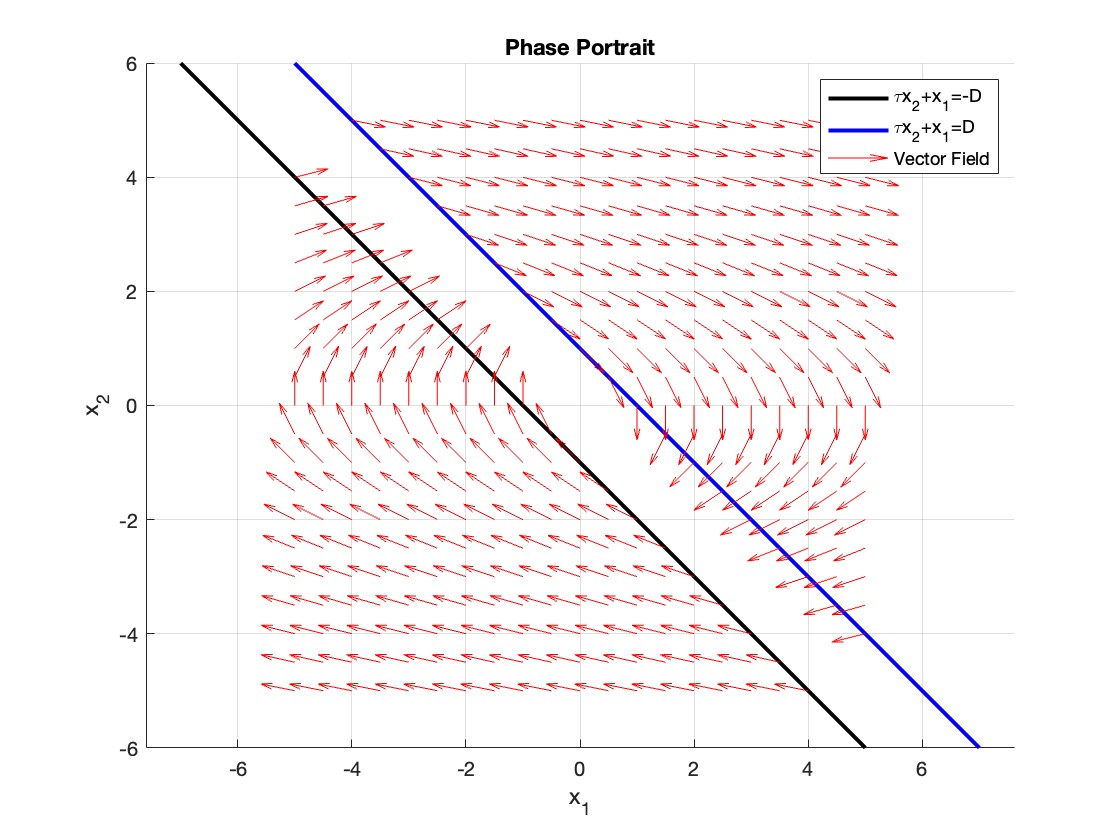 Phase Portrait
τx₂+x₁=-D
τx₂+x₁=D
Vector Field
6
4
2
0
-2
-4
-6
x₂
-6 -4 -2 0 2 4 6
x₁